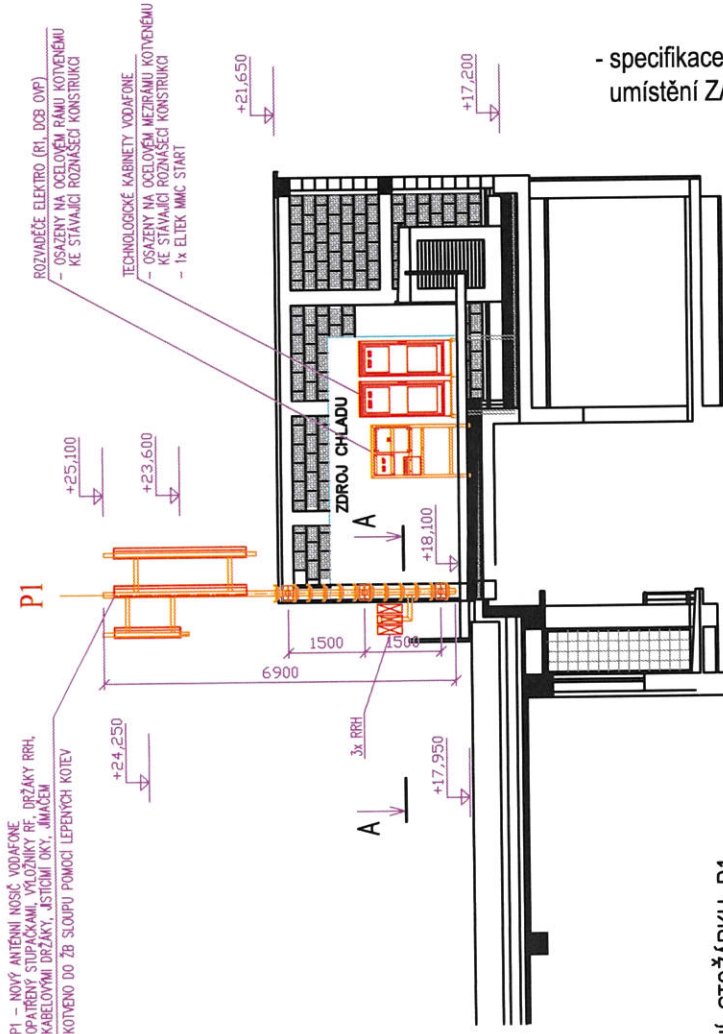 P1 – NOVÝ ANTÉNNÍ NOSIČ VODAFONE
OPATŘENÝ STUPAČKAMI, VÝLOŽNÍKY RF, DRŽÁKY RRH,
KABELOVÝMI DRŽÁKY, JISTÍCÍMI OKY, JÍMAČEM
KOTVENO DO ŽB SLOUPU POMOCÍ LEPENÝCH KOTEV
P1
+25,100
+23,600
+24,250
ROZVADĚČE ELEKTRO (R1, DCB OVP)
– OSAZENY NA OCELOVÉM RÁMU KOTVENÉMU
KE STÁVAJÍCÍ ROZNÁŠECÍ KONSTRUKCI
TECHNOLOGICKÉ KABINETY VODAFONE
– OSAZENY NA OCELOVÉM MEZIRÁMU KOTVENÉMU
KE STÁVAJÍCÍ ROZNÁŠECÍ KONSTRUKCI
– 1x ELTEK MMC START
+21,650
+17,200
ZDROJ CHLADU
A
+18,100
1500
1500
6900
3x RRH
A
+17,950
- specifikace
umístění
P1